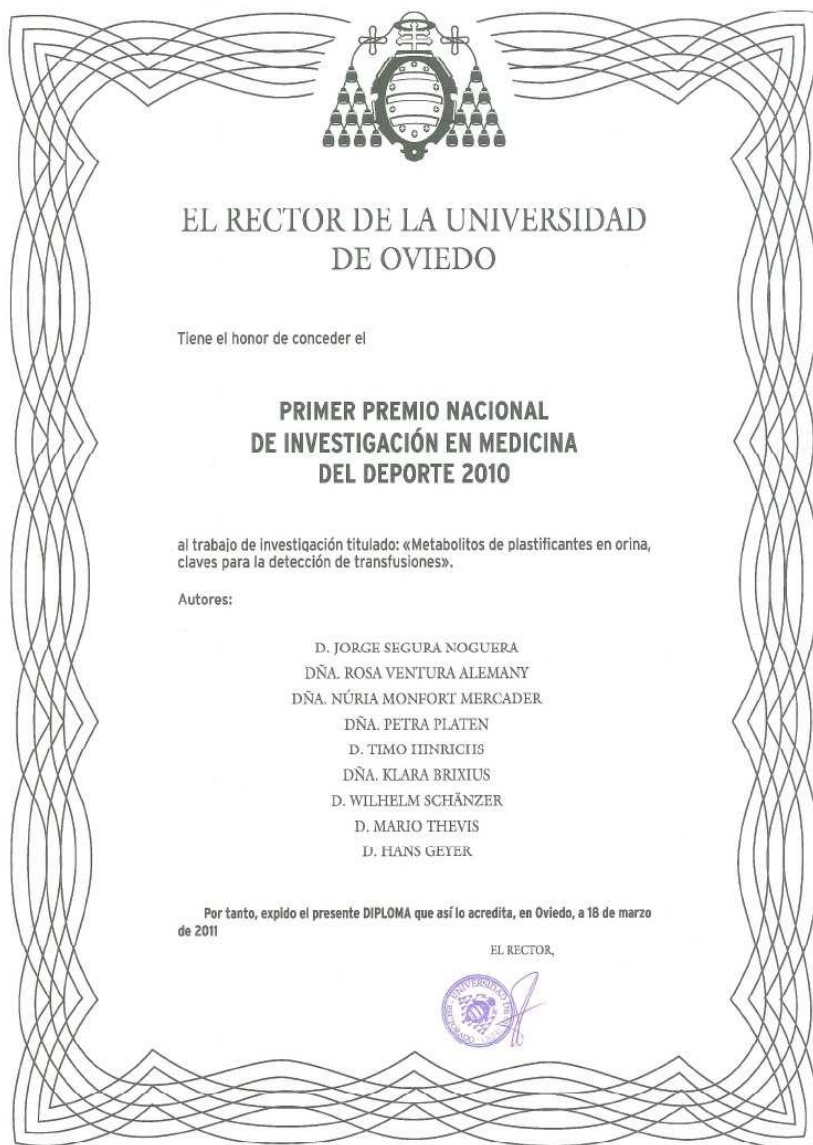 EL RECTOR DE LA UNIVERSIDAD
DE OVIEDO
Tiene el honor de conceder el
PRIMER PREMIO NACIONAL
DE INVESTIGACIÓN EN MEDICINA
DEL DEPORTE 2010
al trabajo de investigación titulado: «Metabolitos de plastificantes en orina,
claves para la detección de transfusiones».
Autores:
D. JORGE SEGURA NOGUERA
DÑA. ROSA VENTURA ALEMANY
DÑA. NÚRIA MONFORT MERCADER
DÑA. PETRA PLATEN
D. TIMO HINRICHS
DÑA. KLARA BRIXIUS
D. WILHELM SCHÄNZER
D. MARIO THEVIS
D. HANS GEYER
Por tanto, expido el presente DIPLOMA que así lo acredita, en Oviedo, a 18 de marzo
de 2011
EL RECTOR,
UNIVERSIDAD DE